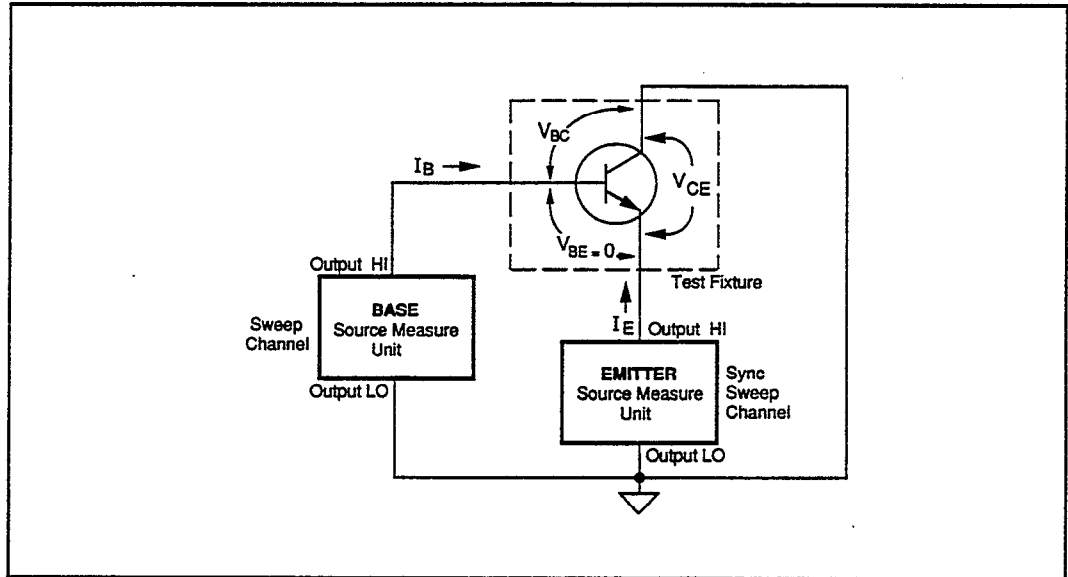 VBC
IB
VCE
VBE = 0
Output HI
Test Fixture
BASE
Source Measure
Unit
Sweep
Channel
IE
Output HI
Output LO
EMITTER
Source Measure
Unit
Sync
Sweep
Channel
Output LO